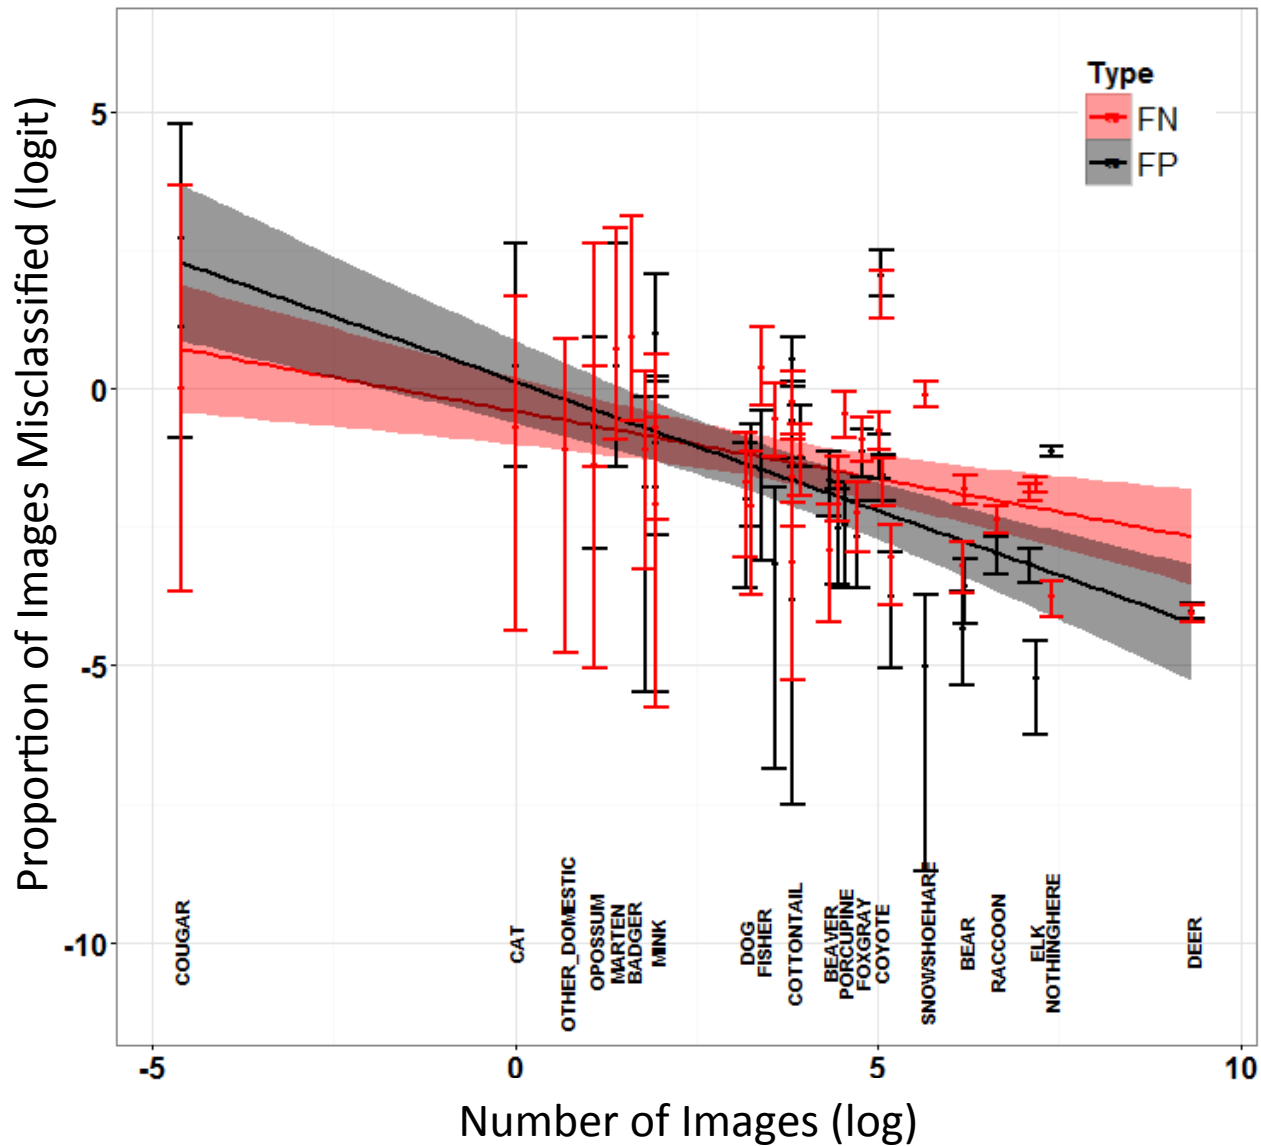 Proportion of Images Misclassified (logit)
5
0
-5
-10
Type
FN
FP
COUGAR
CAT
OTHER_DOMESTIC
OPOSSUM
MARTEN
BADGER
MINK
DOG
FISHER
COTTONTAIL
BEAVER
PORCUPINE
FOXGRAY
COYOTE
SNOWSHOEHARE
BEAR
RACCOON
ELK
NOTHINGHERE
DEER
-5
0
5
10
Number of Images (log)